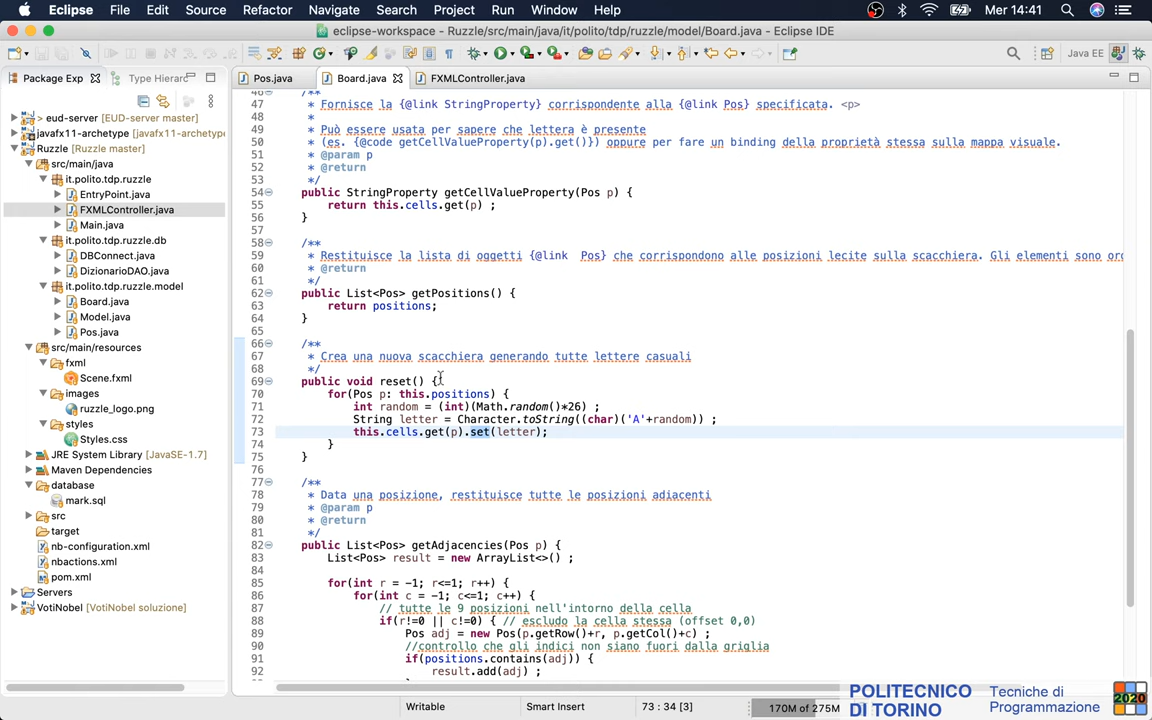 Eclipse File Edit Source Refactor Navigate Search Project Run Window Help Mer 14:41
eclipse-workspace - Ruzzle/src/main/java/it/polito/tdp/ruzzle/model/Board.java - Eclipse IDE
Java EE
Package Exp Type Hierarc
Pos.java Board.java FXMLController.java
> eud-server [EUD-server master]
javafx11-archetype [javafx11-archetype
Ruzzle [Ruzzle master]
src/main/java
it.polito.tdp.ruzzle
EntryPoint.java
FXMLController.java
Main.java
it.polito.tdp.ruzzle.db
DBConnect.java
DizionarioDAO.java
it.polito.tdp.ruzzle.model
Board.java
Model.java
Pos.java
src/main/resources
fxml
Scene.fxml
images
ruzzle_logo.png
styles
Styles.css
JRE System Library [JavaSE-1.7]
Maven Dependencies
database
mark.sql
src
target
nb-configuration.xml
nbactions.xml
pom.xml
Servers
VotiNobel [VotiNobel soluzione]
46 /**
47 * Fornisce la {@link StringProperty} corrispondente alla {@link Pos} specificata. <p>
48 *
49 * Può essere usata per sapere che lettera è presente
50 * (es. {@code getCellValueProperty(p).get()}) oppure per fare un binding della proprietà stessa sulla mappa visuale.
51 * @param p
52 * @return
53 */
54 public StringProperty getCellValueProperty(Pos p) {
55 return this.cells.get(p) ;
56 }
57
58 /**
59 * Restituisce la lista di oggetti {@link Pos} che corrispondono alle posizioni lecite sulla scacchiera. Gli elementi sono orc
60 * @return
61 */
62 public List<Pos> getPositions() {
63 return positions;
64 }
65
66 /**
67 * Crea una nuova scacchiera generando tutte lettere casuali
68 */
69 public void reset() {
70 for(Pos p: this.positions) {
71 int random = (int)(Math.random()*26) ;
72 String letter = Character.toString((char)('A'+random)) ;
73 this.cells.get(p).set(letter);
74 }
75 }
76
77 /**
78 * Data una posizione, restituisce tutte le posizioni adiacenti
79 * @param p
80 * @return
81 */
82 public List<Pos> getAdjacencies(Pos p) {
83 List<Pos> result = new ArrayList<>() ;
84
85 for(int r = -1; r<=1; r++) {
86 for(int c = -1; c<=1; c++) {
87 // tutte le 9 posizioni nell'intorno della cella
88 if(r!=0 || c!=0) { // escludo la cella stessa (offset 0,0)
89 Pos adj = new Pos(p.getRow()+r, p.getCol()+c) ;
90 //controllo che gli indici non siano fuori dalla griglia
91 if(positions.contains(adj)) {
92 result.add(adj) ;
Writable Smart Insert 73 : 34 [3] 170M of 275M
POLITECNICO
DI TORINO
Tecniche di
Programmazione
2020